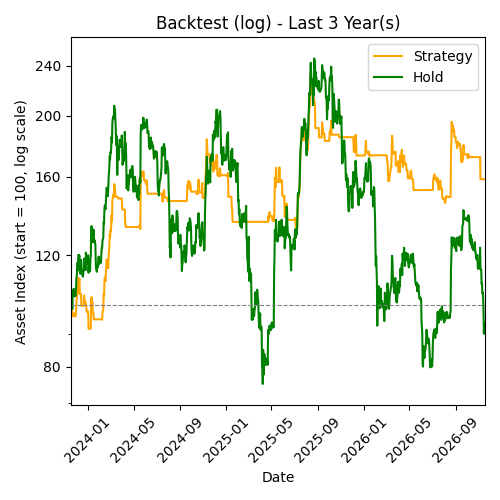 Backtest (log) - Last 3 Year(s)
Strategy
Hold
Asset Index (start = 100, log scale)
240
200
160
120
80
2024-01
2024-05
2024-09
2025-01
2025-05
2025-09
2026-01
2026-05
2026-09
Date